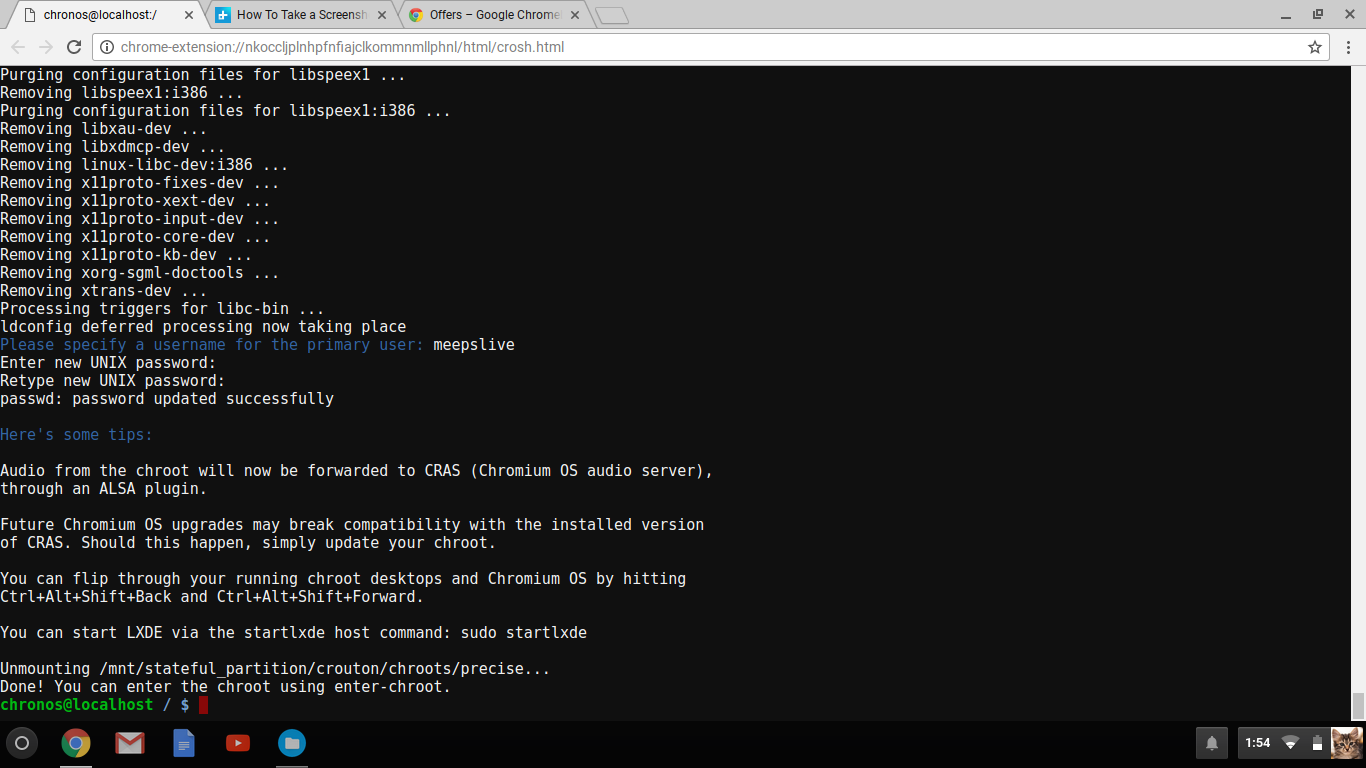 chronos@localhost:/
How To Take a Screensh
Offers – Google Chrome
chrome-extension://nkoccljplnhpfnfiajclkommnmllphnl/html/crosh.html
Purging configuration files for libspeex1 ...
Removing libspeex1:i386 ...
Purging configuration files for libspeex1:i386 ...
Removing libxau-dev ...
Removing libxdmcp-dev ...
Removing linux-libc-dev:i386 ...
Removing x11proto-fixes-dev ...
Removing x11proto-xext-dev ...
Removing x11proto-input-dev ...
Removing x11proto-core-dev ...
Removing x11proto-kb-dev ...
Removing xorg-sgml-doctools ...
Removing xtrans-dev ...
Processing triggers for libc-bin ...
ldconfig deferred processing now taking place
Please specify a username for the primary user: meepslive
Enter new UNIX password:
Retype new UNIX password:
passwd: password updated successfully
Here's some tips:
Audio from the chroot will now be forwarded to CRAS (Chromium OS audio server),
through an ALSA plugin.
Future Chromium OS upgrades may break compatibility with the installed version
of CRAS. Should this happen, simply update your chroot.
You can flip through your running chroot desktops and Chromium OS by hitting
Ctrl+Alt+Shift+Back and Ctrl+Alt+Shift+Forward.
You can start LXDE via the startlxde host command: sudo startlxde
Unmounting /mnt/stateful_partition/crouton/chroots/precise...
Done! You can enter the chroot using enter-chroot.
chronos@localhost / $
1:54